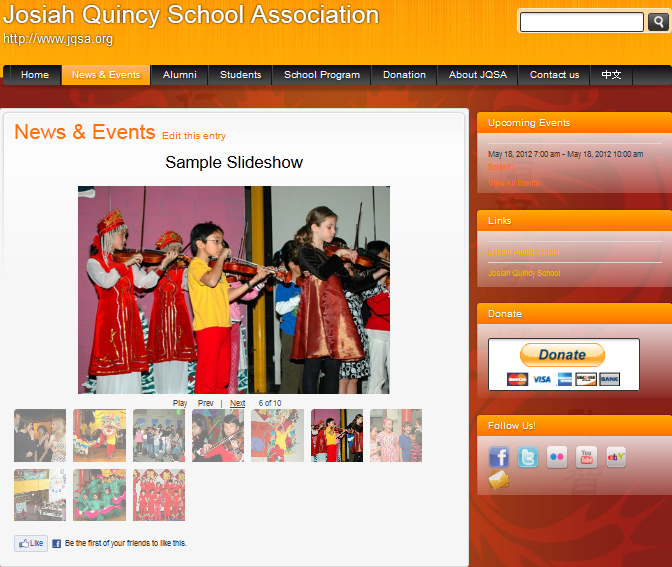 Josiah Quincy School Association
http://www.jqsa.org
Home News & Events Alumni Students School Program Donation About JQSA Contact us 中文
News & Events Edit this entry
Sample Slideshow
Play Prev | Next 6 of 10
Like Be the first of your friends to like this.
Upcoming Events
May 18, 2012 7:00 am - May 18, 2012 10:00 am
View All Events
Links
Josiah Quincy School
Donate
Donate
VISA BANK
Follow Us!
You Tube
ebY